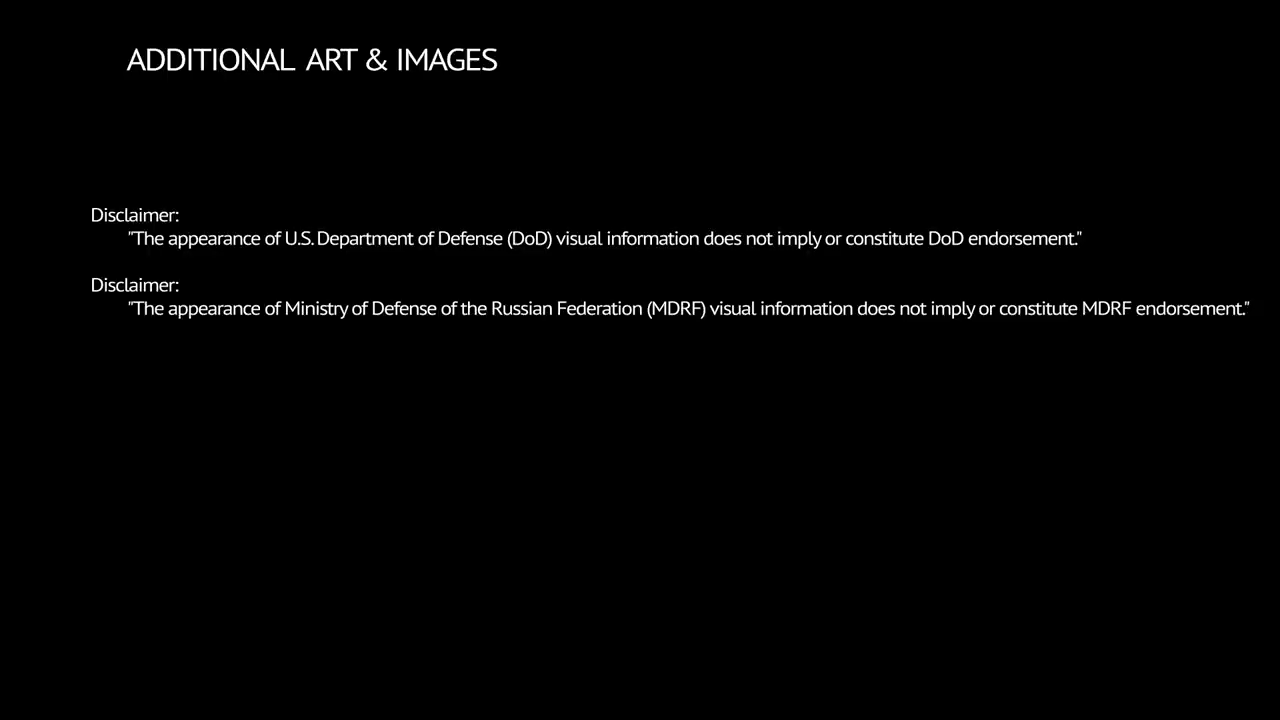 ADDITIONAL ART & IMAGES
Disclaimer:
"The appearance of U.S. Department of Defense (DoD) visual information does not imply or constitute DoD endorsement."
Disclaimer:
"The appearance of Ministry of Defense of the Russian Federation (MDRF) visual information does not imply or constitute MDRF endorsement."